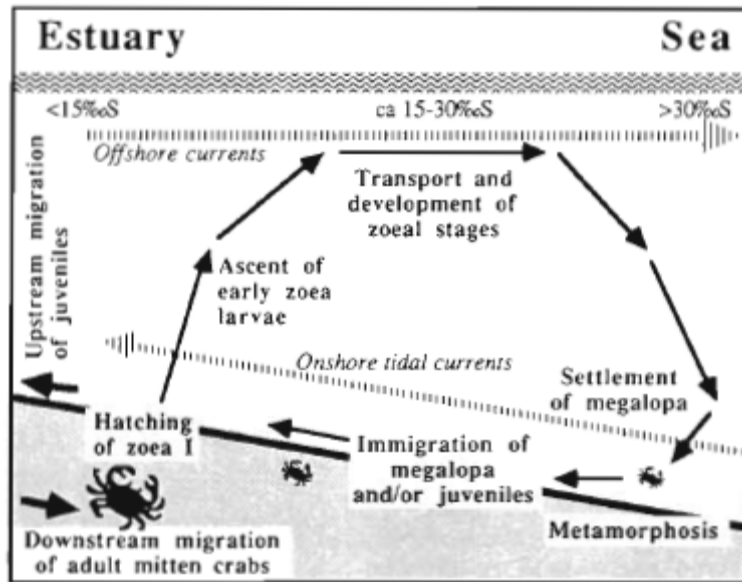 Estuary
Sea
<15‰S
ca 15-30‰S
>30‰S
Offshore currents
Upstream migration
of juveniles
Transport and
development of
zoeal stages
Ascent of
early zoea
larvae
Onshore tidal currents
Settlement
of megalopa
Hatching
of zoea I
Immigration of
megalopa
and/or juveniles
Metamorphosis
Downstream migration
of adult mitten crabs